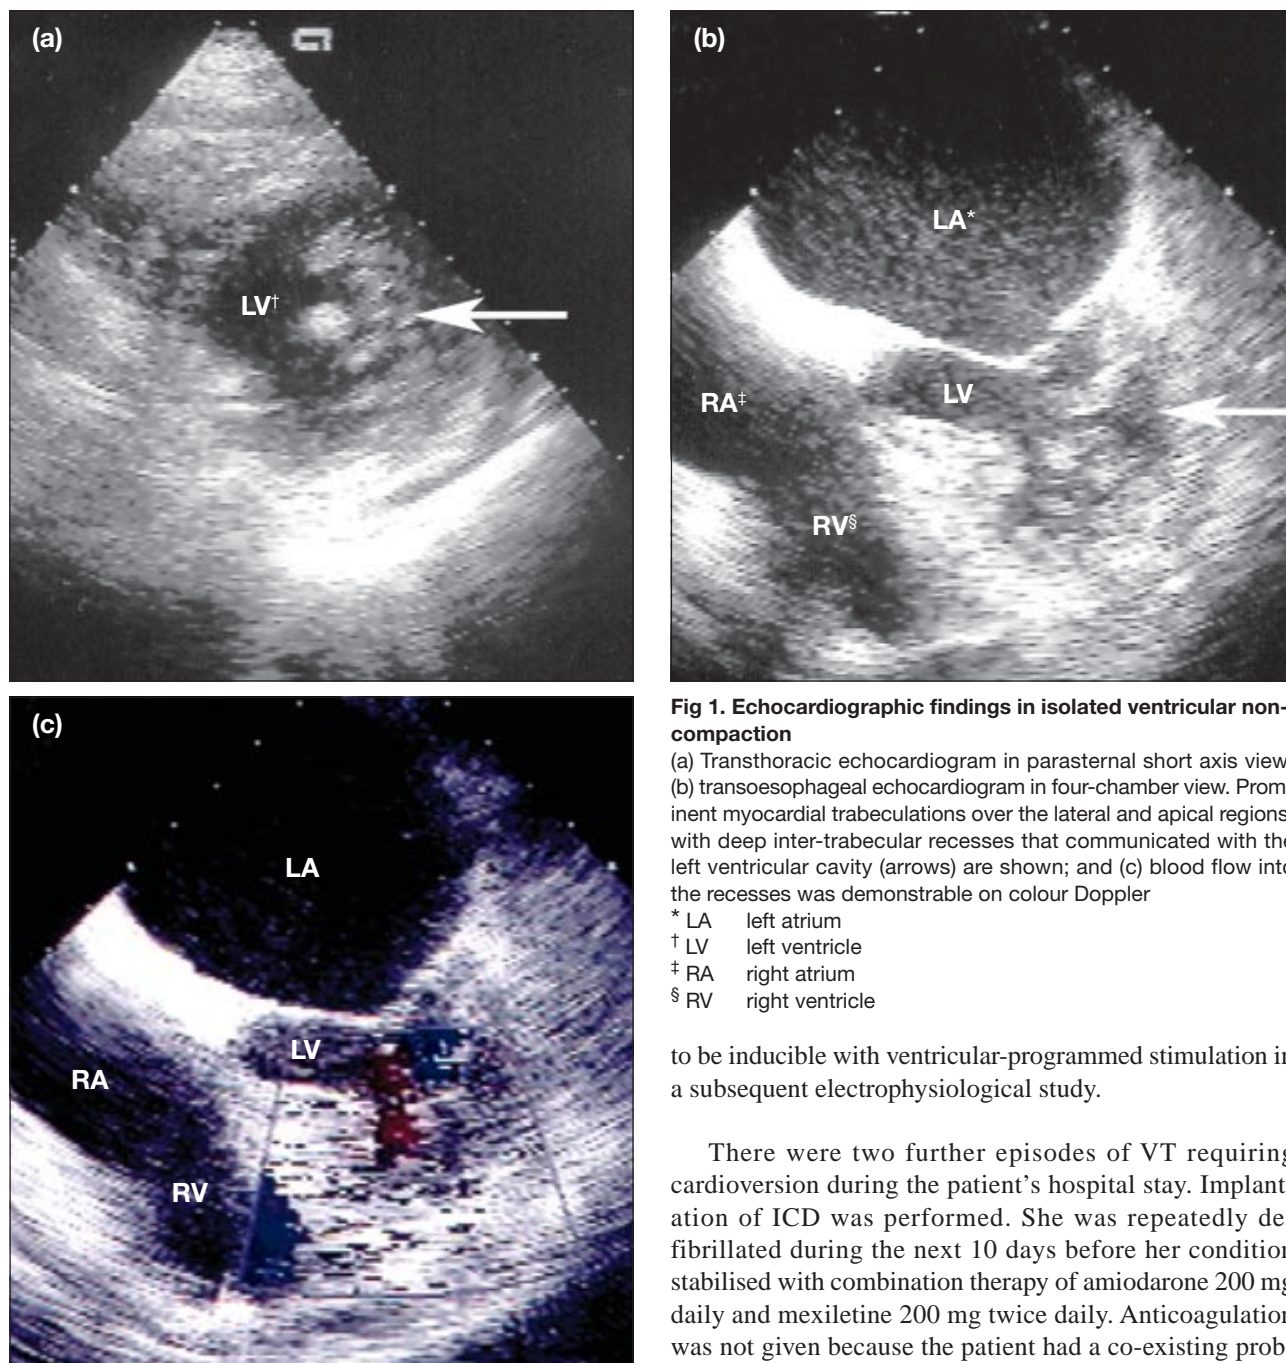 (a)
LV†
(b)
LA*
LV
RA‡
RV§
(c)
LA
LV
RA
RV
Fig 1. Echocardiographic findings in isolated ventricular non-
compaction
(a) Transthoracic echocardiogram in parasternal short axis view
(b) transoesophageal echocardiogram in four-chamber view. Prom
inent myocardial trabeculations over the lateral and apical regions
with deep inter-trabecular recesses that communicated with the
left ventricular cavity (arrows) are shown; and (c) blood flow into
the recesses was demonstrable on colour Doppler
* LA left atrium
† LV left ventricle
‡ RA right atrium
§ RV right ventricle
to be inducible with ventricular-programmed stimulation in
a subsequent electrophysiological study.
There were two further episodes of VT requiring
cardioversion during the patient's hospital stay. Implant
ation of ICD was performed. She was repeatedly de
fibrillated during the next 10 days before her condition
stabilised with combination therapy of amiodarone 200 mg
daily and mexiletine 200 mg twice daily. Anticoagulation
was not given because the patient had a co-existing prob